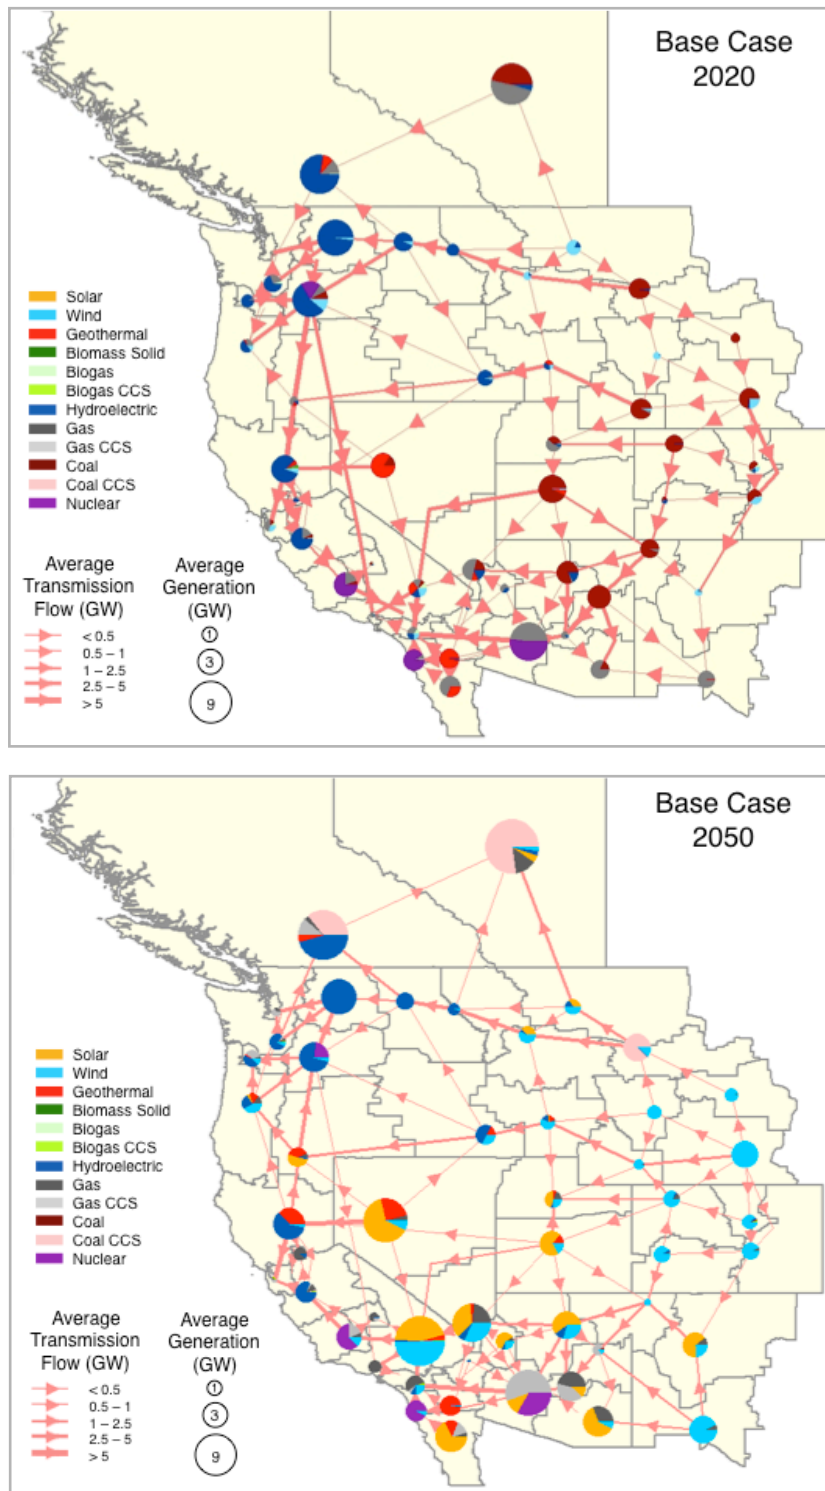 Base Case
2020
Solar
Wind
Geothermal
Biomass Solid
Biogas
Biogas CCS
Hydroelectric
Gas
Gas CCS
Coal
Coal CCS
Nuclear
Average
Transmission
Flow (GW)
< 0.5
0.5 – 1
1 – 2.5
2.5 – 5
> 5
Average
Generation
(GW)
1
3
9
Base Case
2050
Solar
Wind
Geothermal
Biomass Solid
Biogas
Biogas CCS
Hydroelectric
Gas
Gas CCS
Coal
Coal CCS
Nuclear
Average
Transmission
Flow (GW)
< 0.5
0.5 – 1
1 – 2.5
2.5 – 5
> 5
Average
Generation
(GW)
1
3
9